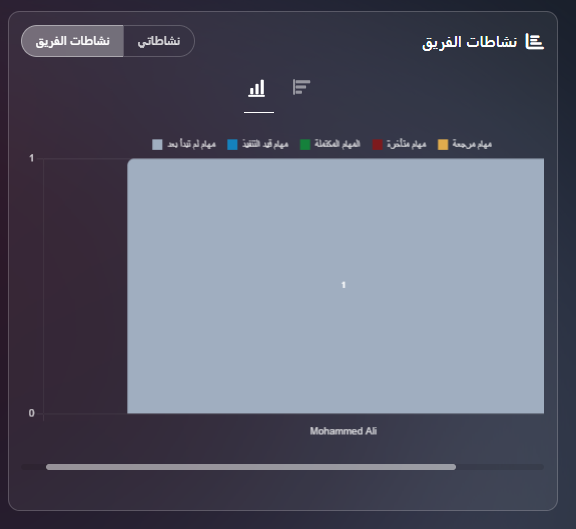 نشاطات الفريق
نشاطاتي
نشاطات الفريق
مهام مرجعة
مهام متأخرة
المهام المكتملة
مهام قيد التنفيذ
مهام لم تبدأ بعد
1
1
0
Mohammed Ali